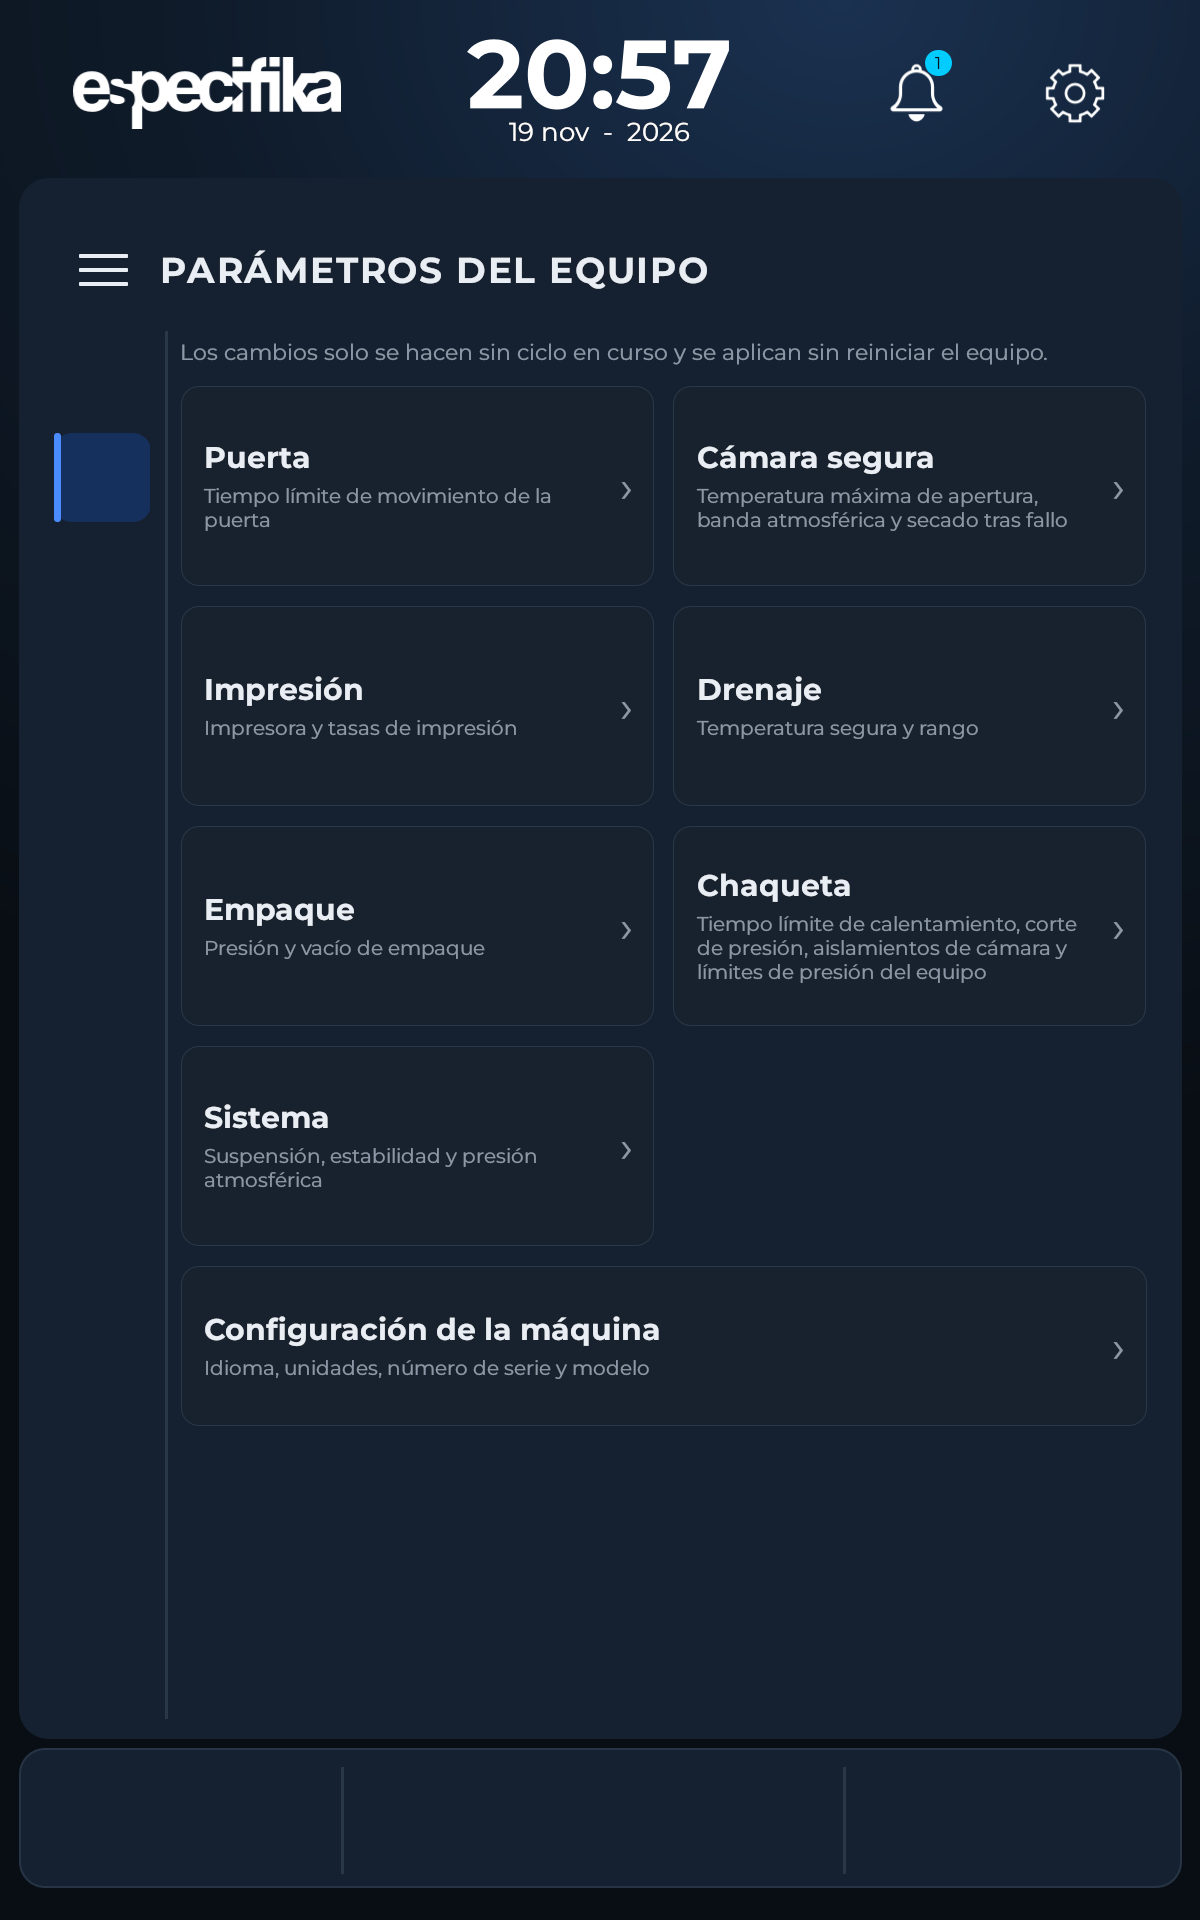 especifika
20:57
19 nov - 2026
1
PARÁMETROS DEL EQUIPO
Los cambios solo se hacen sin ciclo en curso y se aplican sin reiniciar el equipo.
Puerta
Tiempo límite de movimiento de la
puerta
›
Cámara segura
Temperatura máxima de apertura,
banda atmosférica y secado tras fallo
›
Impresión
Impresora y tasas de impresión
›
Drenaje
Temperatura segura y rango
›
Empaque
Presión y vacío de empaque
›
Chaqueta
Tiempo límite de calentamiento, corte
de presión, aislamientos de cámara y
límites de presión del equipo
›
Sistema
Suspensión, estabilidad y presión
atmosférica
›
Configuración de la máquina
Idioma, unidades, número de serie y modelo
›